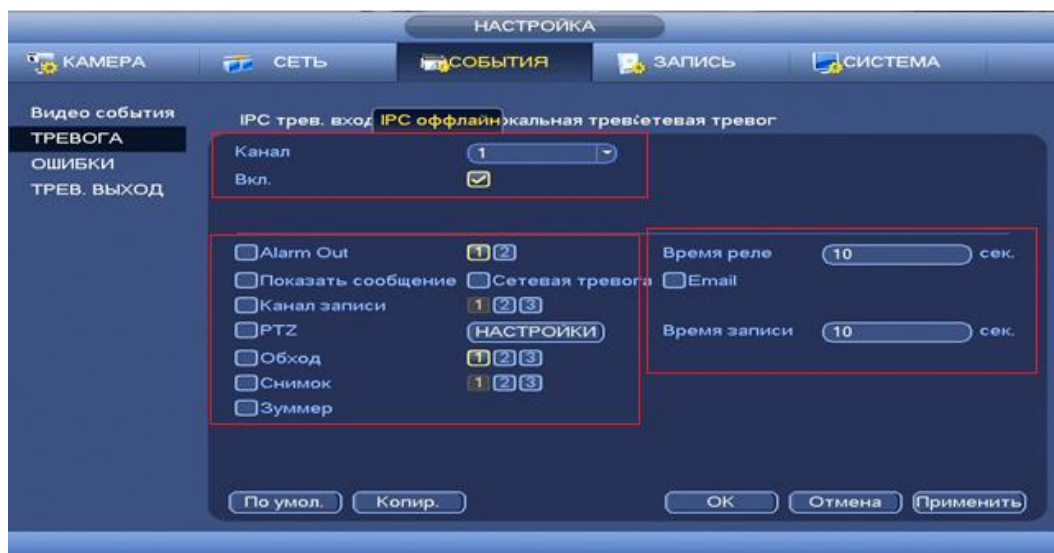 НАСТРОЙКА
КАМЕРА СЕТЬ СОБЫТИЯ ЗАПИСЬ СИСТЕМА
Видео события
ТРЕВОГА
ОШИБКИ
ТРЕВ. ВЫХОД
IPC трев. вход IPC оффлайн кальная трев етевая тревог
Канал 1
Вкл.
Alarm Out 1 2 Время реле 10 сек.
Показать сообщение Сетевая тревога Email
Канал записи 1 2 3
PTZ НАСТРОЙКИ Время записи 10 сек.
Обход 1 2 3
Снимок 1 2 3
Зуммер
По умол. Копир. OK Отмена Применить